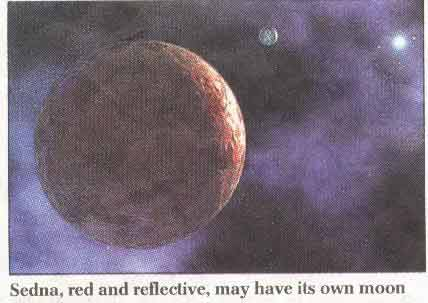 Sedna, red and reflective, may have its own moon